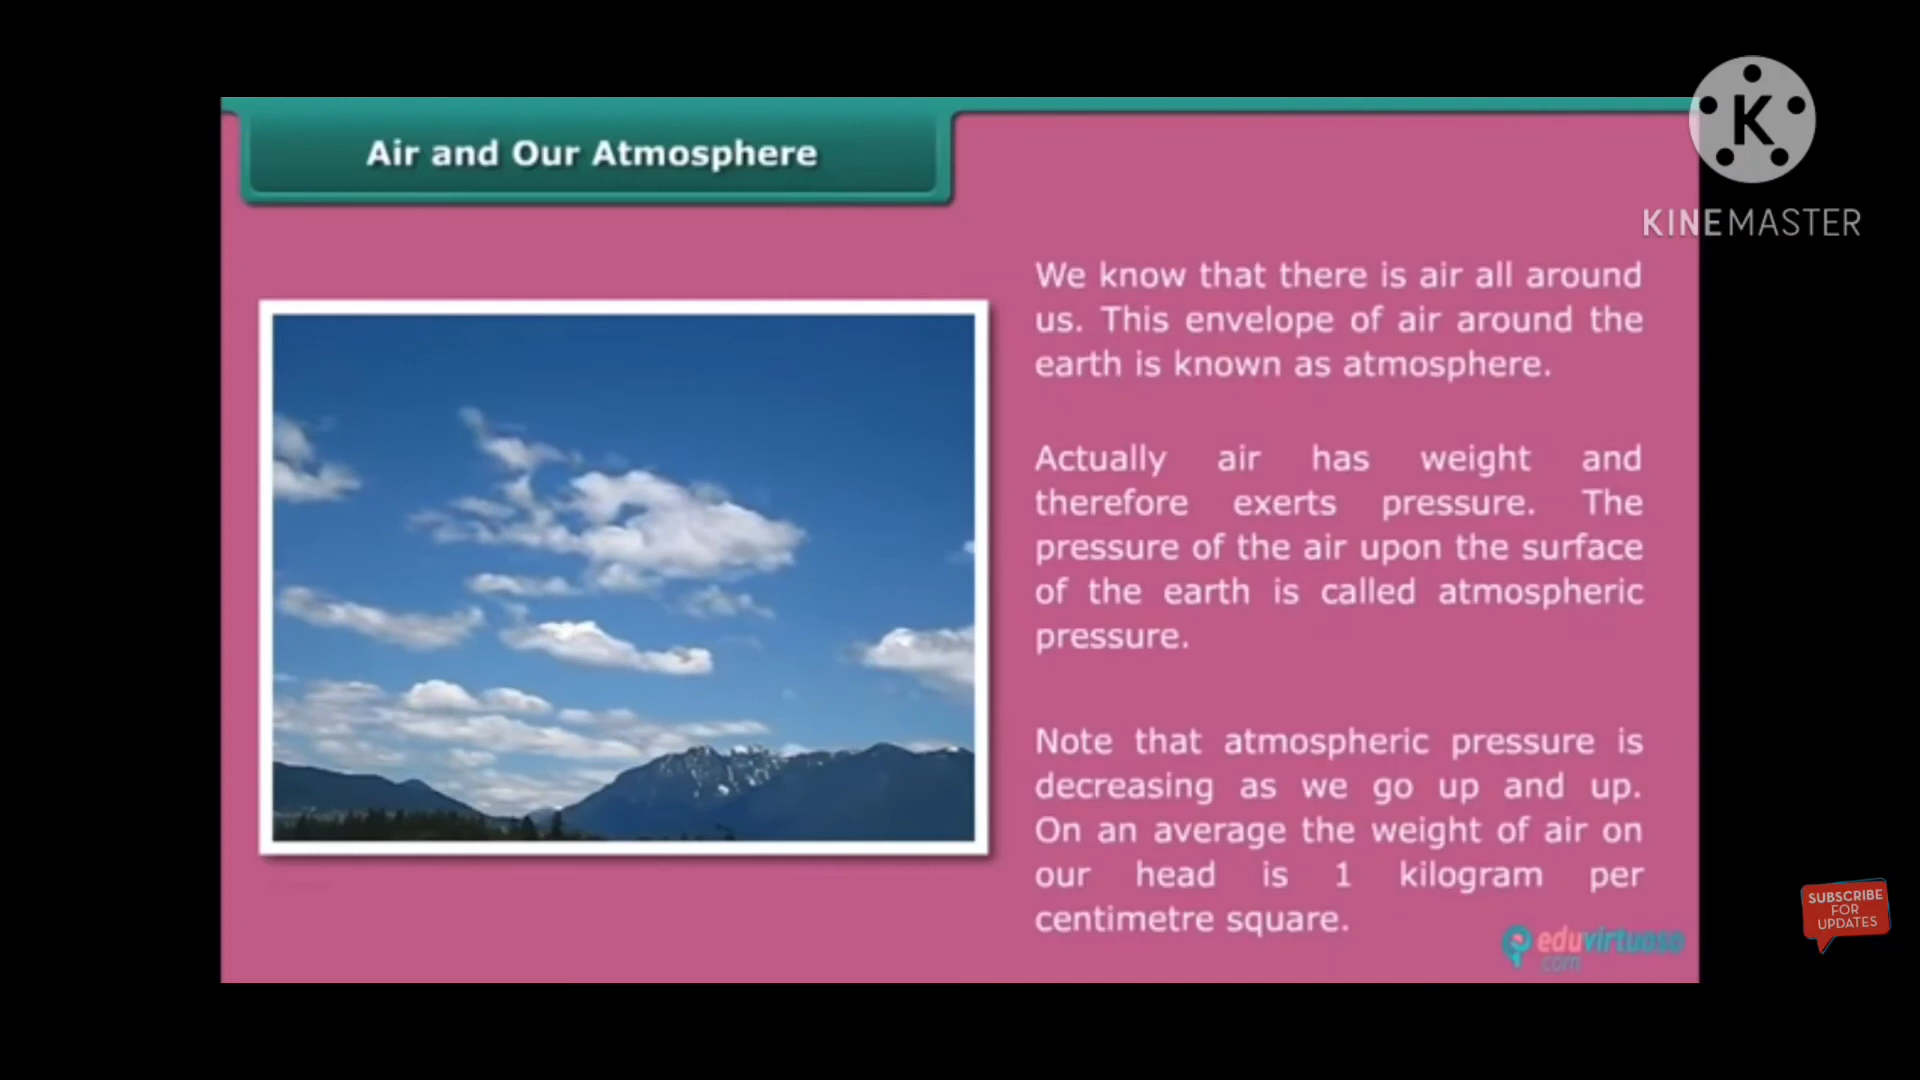 Air and Our Atmosphere
K
KINEMASTER
We know that there is air all around
us. This envelope of air around the
earth is known as atmosphere.
Actually air has weight and
therefore exerts pressure. The
pressure of the air upon the surface
of the earth is called atmospheric
pressure.
Note that atmospheric pressure is
decreasing as we go up and up.
On an average the weight of air on
our head is 1 kilogram per
centimetre square.
eduvirtuoso
.com
SUBSCRIBE
FOR
UPDATES